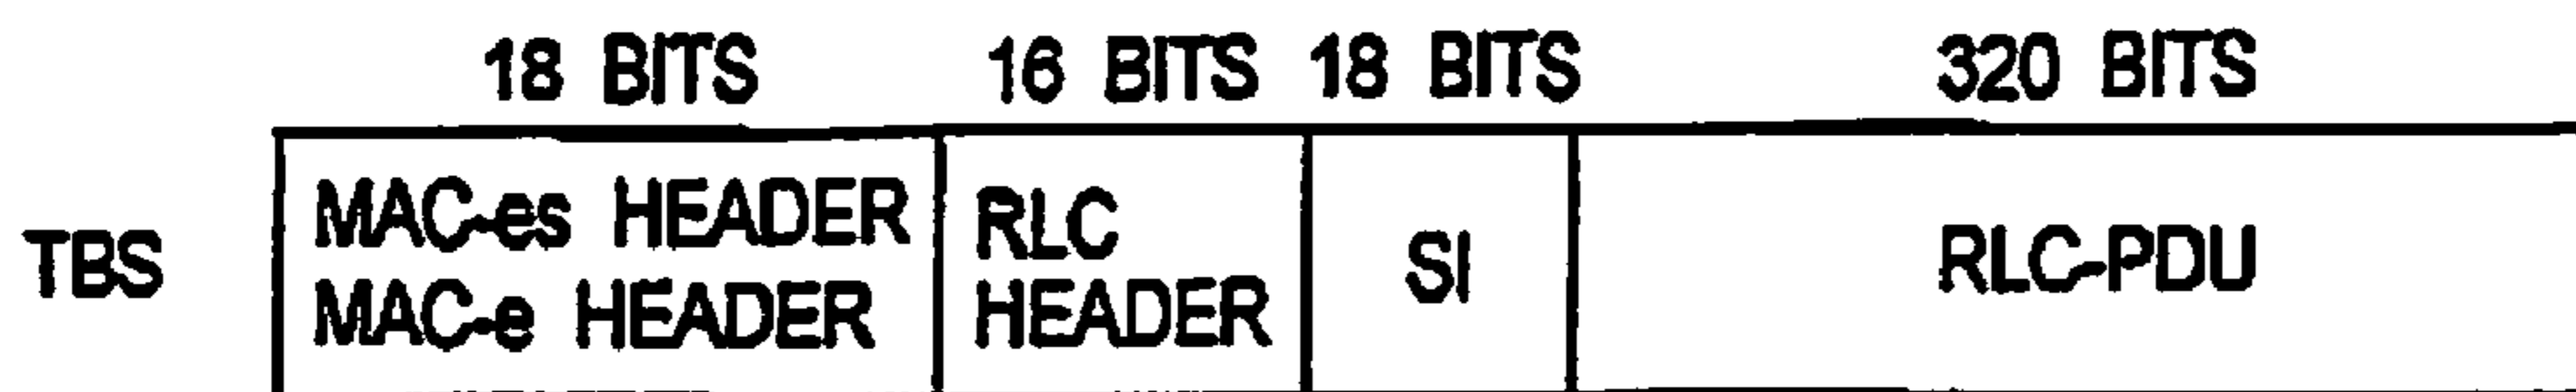 18 BITS 16 BITS 18 BITS 320 BITS
TBS
MAC-es HEADER
MAC-e HEADER
RLC
HEADER
SI
RLC-PDU